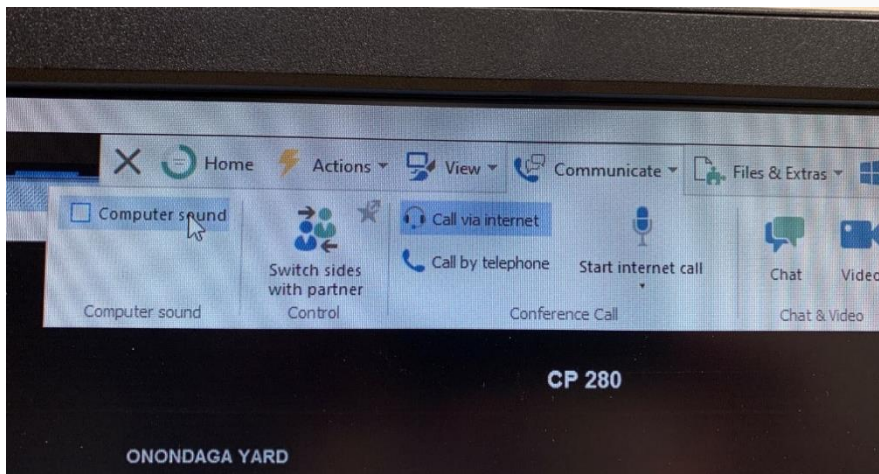 Home Actions View Communicate Files & Extras
Computer sound
Call via internet
Switch sides
with partner
Call by telephone
Start internet call
Chat Video
Computer sound Control Conference Call Chat & Video
CP 280
ONONDAGA YARD